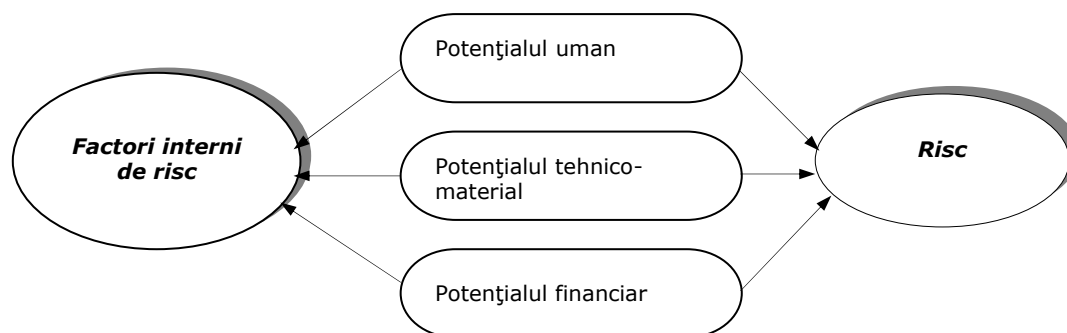 Potenţialul uman
Factori interni
de risc
Potenţialul tehnico-
material
Risc
Potenţialul financiar